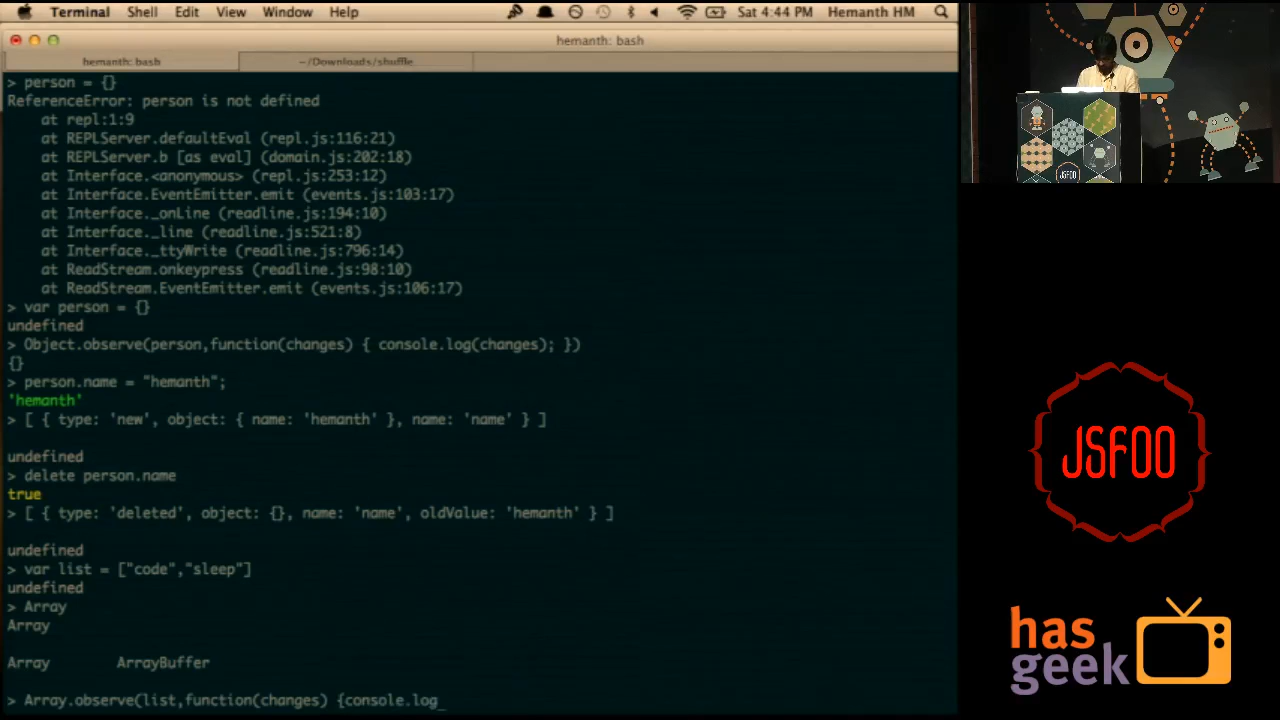 Terminal Shell Edit View Window Help Sat 4:44 PM Hemanth HM
hemanth: bash
hemanth: bash ~/Downloads/shuffle
> person = {}
ReferenceError: person is not defined
    at repl:1:9
    at REPLServer.defaultEval (repl.js:116:21)
    at REPLServer.b [as eval] (domain.js:202:18)
    at Interface.<anonymous> (repl.js:253:12)
    at Interface.EventEmitter.emit (events.js:103:17)
    at Interface._onLine (readline.js:194:10)
    at Interface._line (readline.js:521:8)
    at Interface._ttyWrite (readline.js:796:14)
    at ReadStream.onkeypress (readline.js:98:10)
    at ReadStream.EventEmitter.emit (events.js:106:17)
> var person = {}
undefined
> Object.observe(person,function(changes) { console.log(changes); })
{}
> person.name = "hemanth";
'hemanth'
> [ { type: 'new', object: { name: 'hemanth' }, name: 'name' } ]
undefined
> delete person.name
true
> [ { type: 'deleted', object: {}, name: 'name', oldValue: 'hemanth' } ]
undefined
> var list = ["code","sleep"]
undefined
> Array
Array
Array ArrayBuffer
> Array.observe(list,function(changes) {console.log_
JSFOO
JSFOO
has
geek